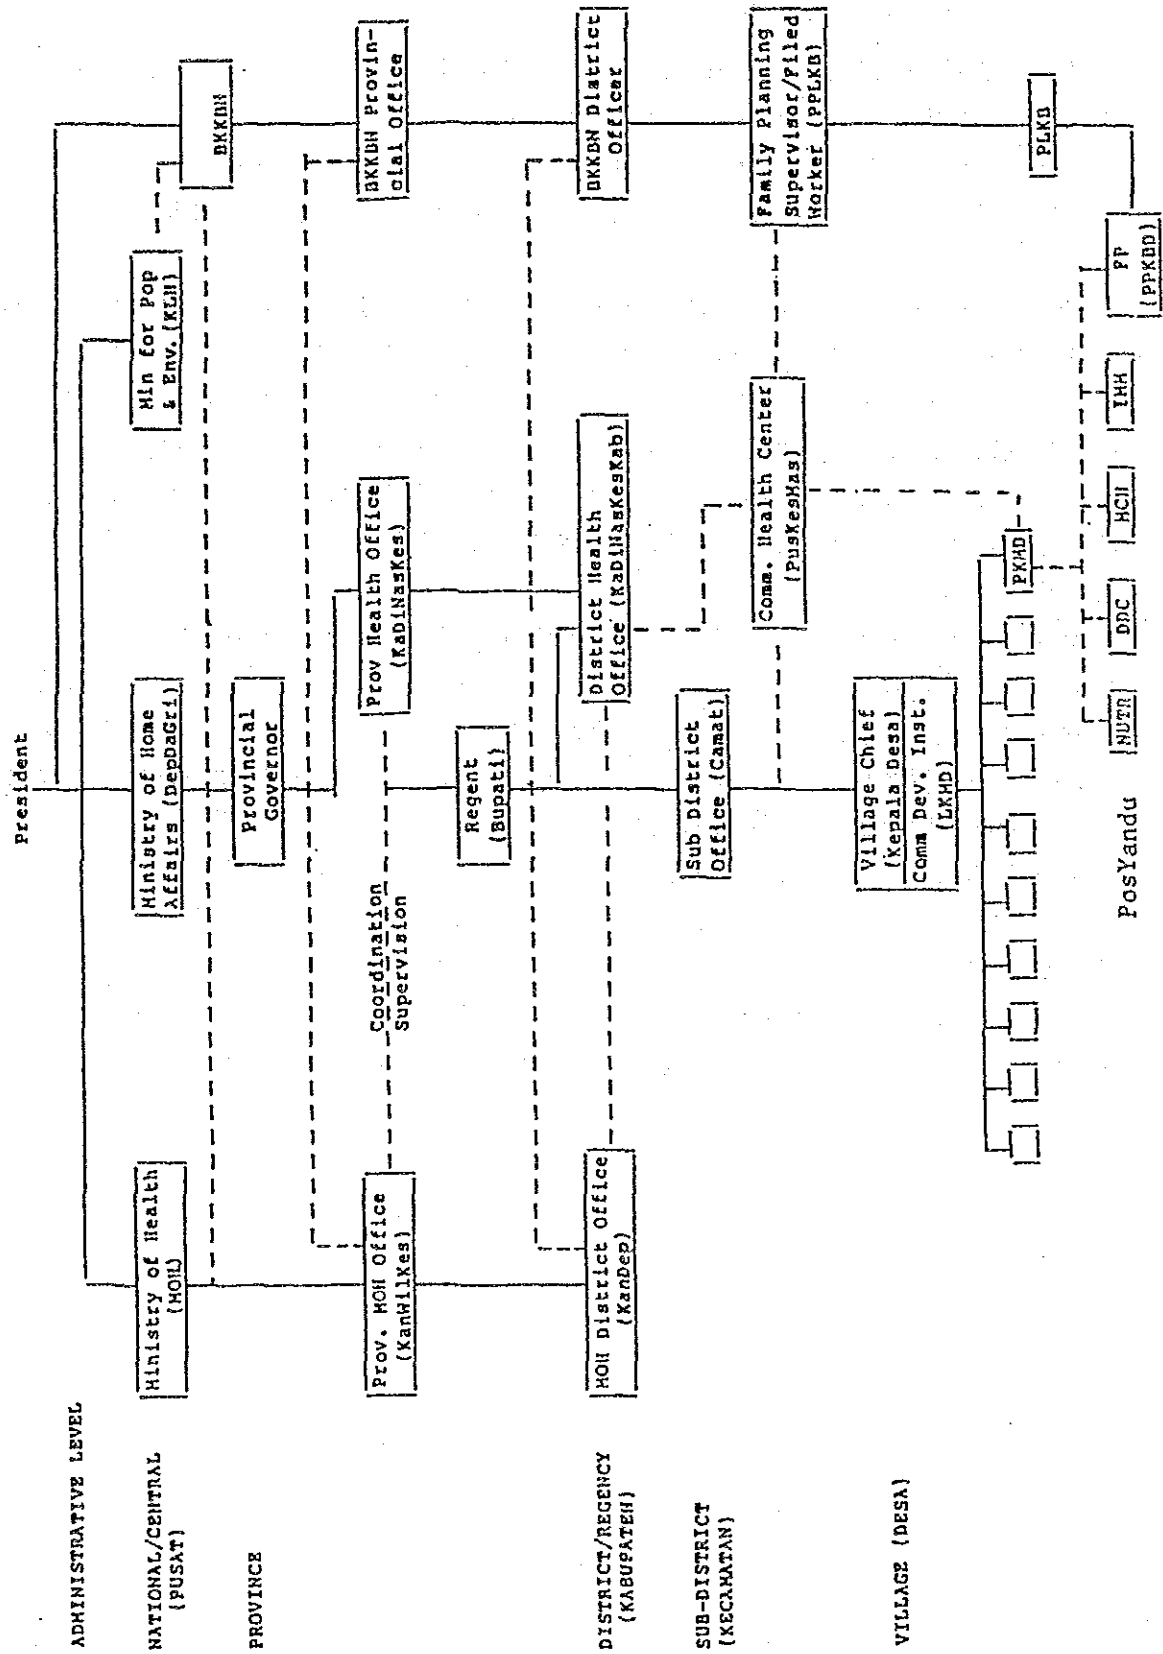 President
ADMINISTRATIVE LEVEL
NATIONAL/CENTRAL
(PUSAT)
Ministry of Health
(MOH)
Ministry of Home
Affairs (DepDaGri)
Min for Pop
& Env.(KLH)
BKKBN
PROVINCE
Provincial
Governor
Prov. MOH Office
(KanWilKes)
Coordination
Supervision
Prov Health Office
(KaDiNasKes)
BKKBN Provin-
cial Office
Regent
(Bupati)
DISTRICT/REGENCY
(KABUPATEN)
MOH District Office
(KanDep)
District Health
Office (KaDiNasKesKab)
BKKBN District
Officer
SUB-DISTRICT
(KECAMATAN)
Sub District
Office (Camat)
Comm. Health Center
(PusKesMas)
Family Planning
Supervisor/Filed
Worker (PPLKB)
VILLAGE (DESA)
Village Chief
(Kepala Desa)
Comm Dev. Inst.
(LKMD)
PKMD
PLKB
PosYandu
NUTR
DDC
MCH
IMM
FP
(PPKBD)